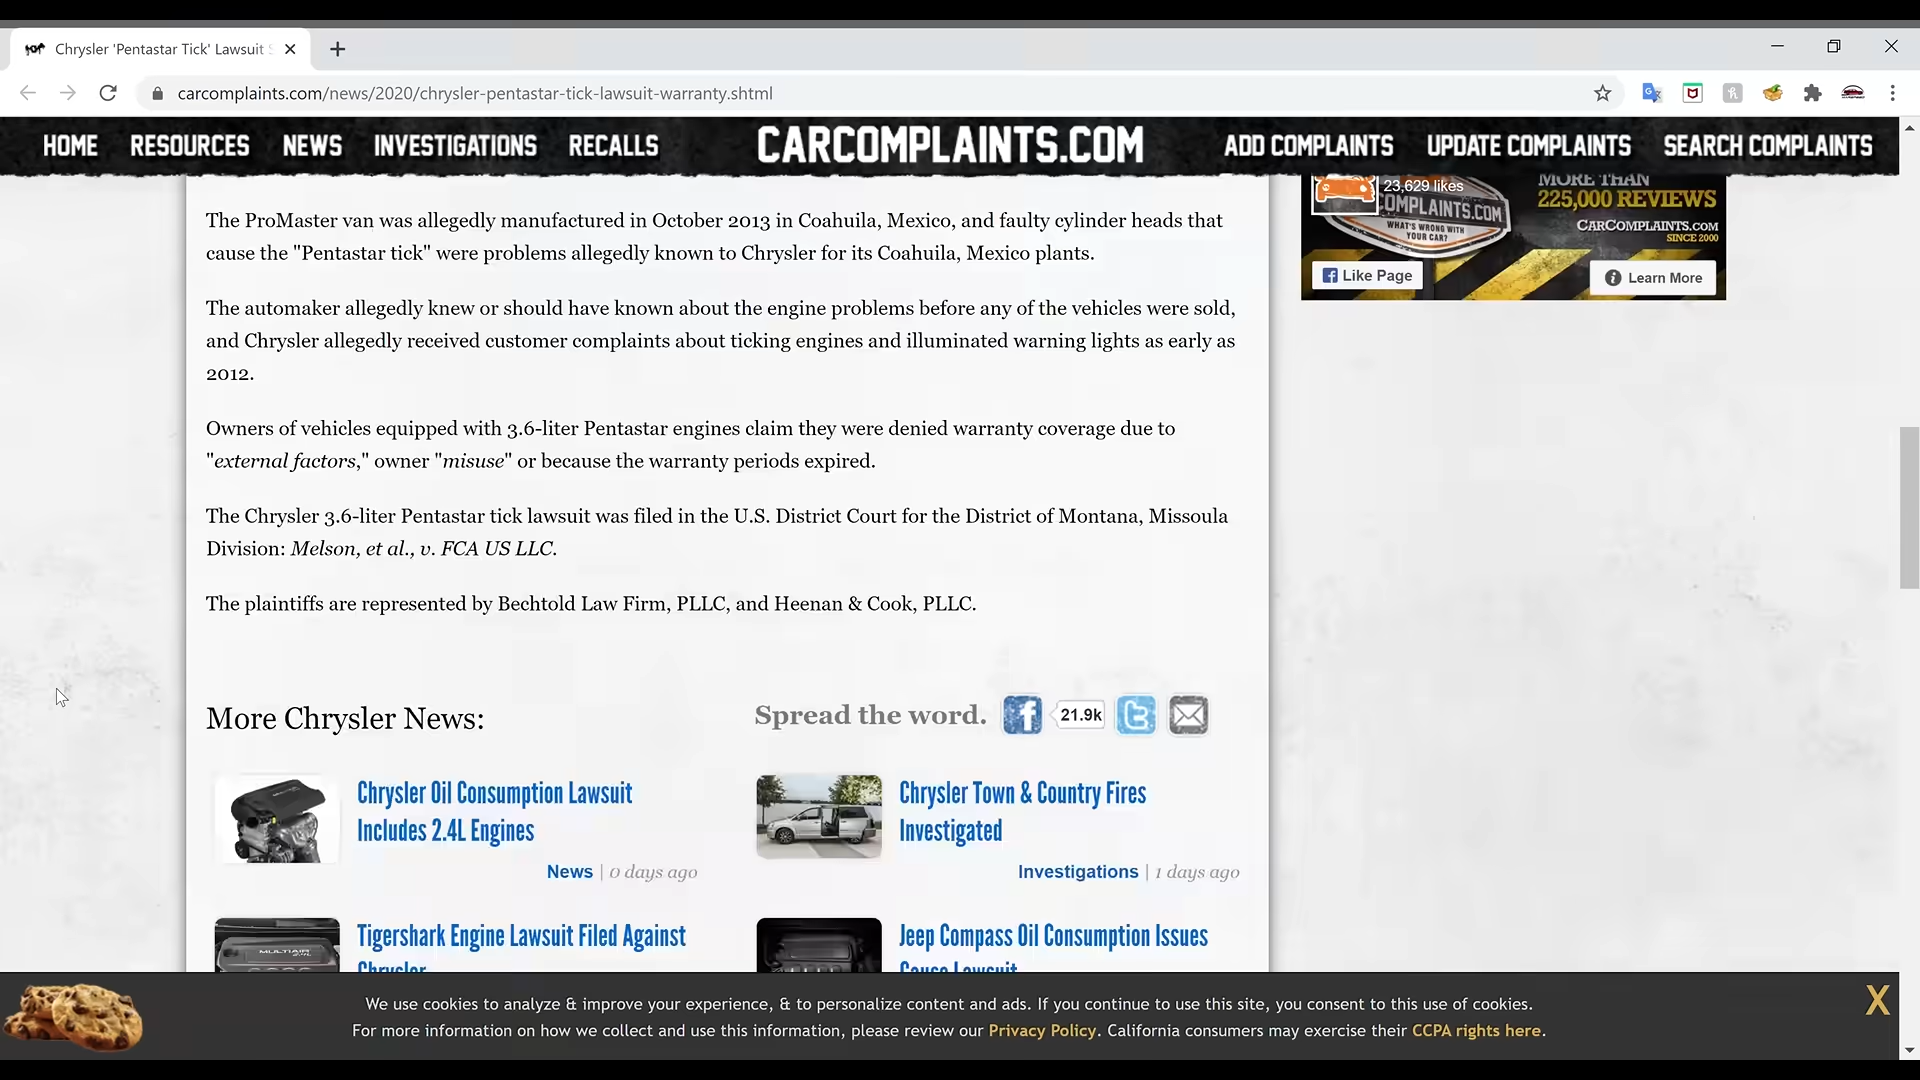 Chrysler 'Pentastar Tick' Lawsuit
carcomplaints.com/news/2020/chrysler-pentastar-tick-lawsuit-warranty.shtml
HOME RESOURCES NEWS INVESTIGATIONS RECALLS CARCOMPLAINTS.COM ADD COMPLAINTS UPDATE COMPLAINTS SEARCH COMPLAINTS
23,629 likes
COMPLAINTS.COM
WHAT'S WRONG WITH
YOUR CAR?
MORE THAN
225,000 REVIEWS
CARCOMPLAINTS.COM
SINCE 2000
Like Page
Learn More
The ProMaster van was allegedly manufactured in October 2013 in Coahuila, Mexico, and faulty cylinder heads that
cause the "Pentastar tick" were problems allegedly known to Chrysler for its Coahuila, Mexico plants.
The automaker allegedly knew or should have known about the engine problems before any of the vehicles were sold,
and Chrysler allegedly received customer complaints about ticking engines and illuminated warning lights as early as
2012.
Owners of vehicles equipped with 3.6-liter Pentastar engines claim they were denied warranty coverage due to
"external factors," owner "misuse" or because the warranty periods expired.
The Chrysler 3.6-liter Pentastar tick lawsuit was filed in the U.S. District Court for the District of Montana, Missoula
Division: Melson, et al., v. FCA US LLC.
The plaintiffs are represented by Bechtold Law Firm, PLLC, and Heenan & Cook, PLLC.
More Chrysler News:
Spread the word. 21.9k
Chrysler Oil Consumption Lawsuit
Includes 2.4L Engines
News | 0 days ago
Chrysler Town & Country Fires
Investigated
Investigations | 1 days ago
MULTIAIR
Tigershark Engine Lawsuit Filed Against
Chrysler
Jeep Compass Oil Consumption Issues
Cause Lawsuit
We use cookies to analyze & improve your experience, & to personalize content and ads. If you continue to use this site, you consent to this use of cookies.
For more information on how we collect and use this information, please review our Privacy Policy. California consumers may exercise their CCPA rights here.
X